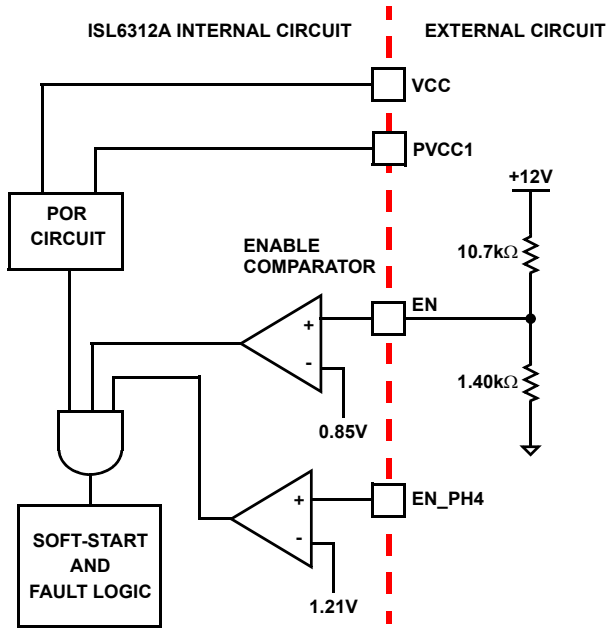 ISL6312A INTERNAL CIRCUIT
EXTERNAL CIRCUIT
VCC
PVCC1
+12V
POR
CIRCUIT
10.7kΩ
ENABLE
COMPARATOR
EN
+
-
1.40kΩ
0.85V
EN_PH4
+
-
SOFT-START
AND
FAULT LOGIC
1.21V